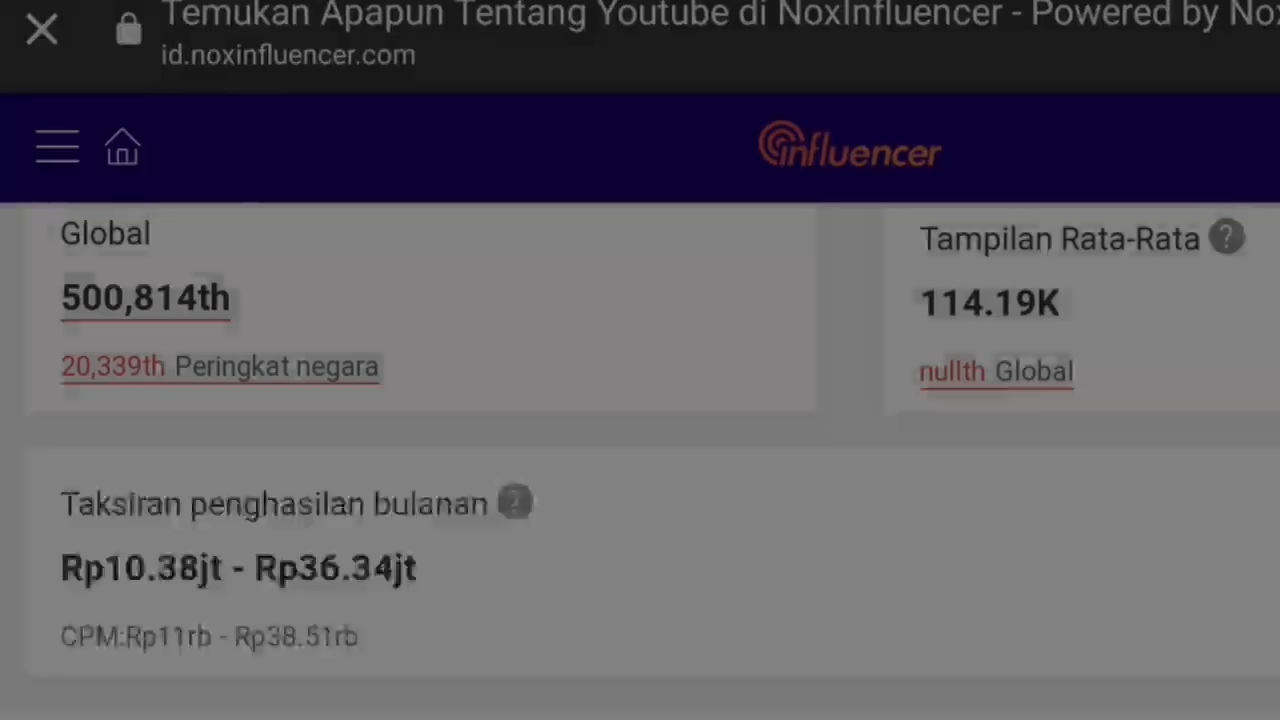 Temukan Apapun Tentang Youtube di NoxInfluencer - Powered by
id.noxinfluencer.com
influencer
Global
500,814th
20,339th Peringkat negara
Tampilan Rata-Rata ?
114.19K
nullth Global
Taksiran penghasilan bulanan ?
Rp10.38jt - Rp36.34jt
CPM:Rp11rb - Rp38.51rb